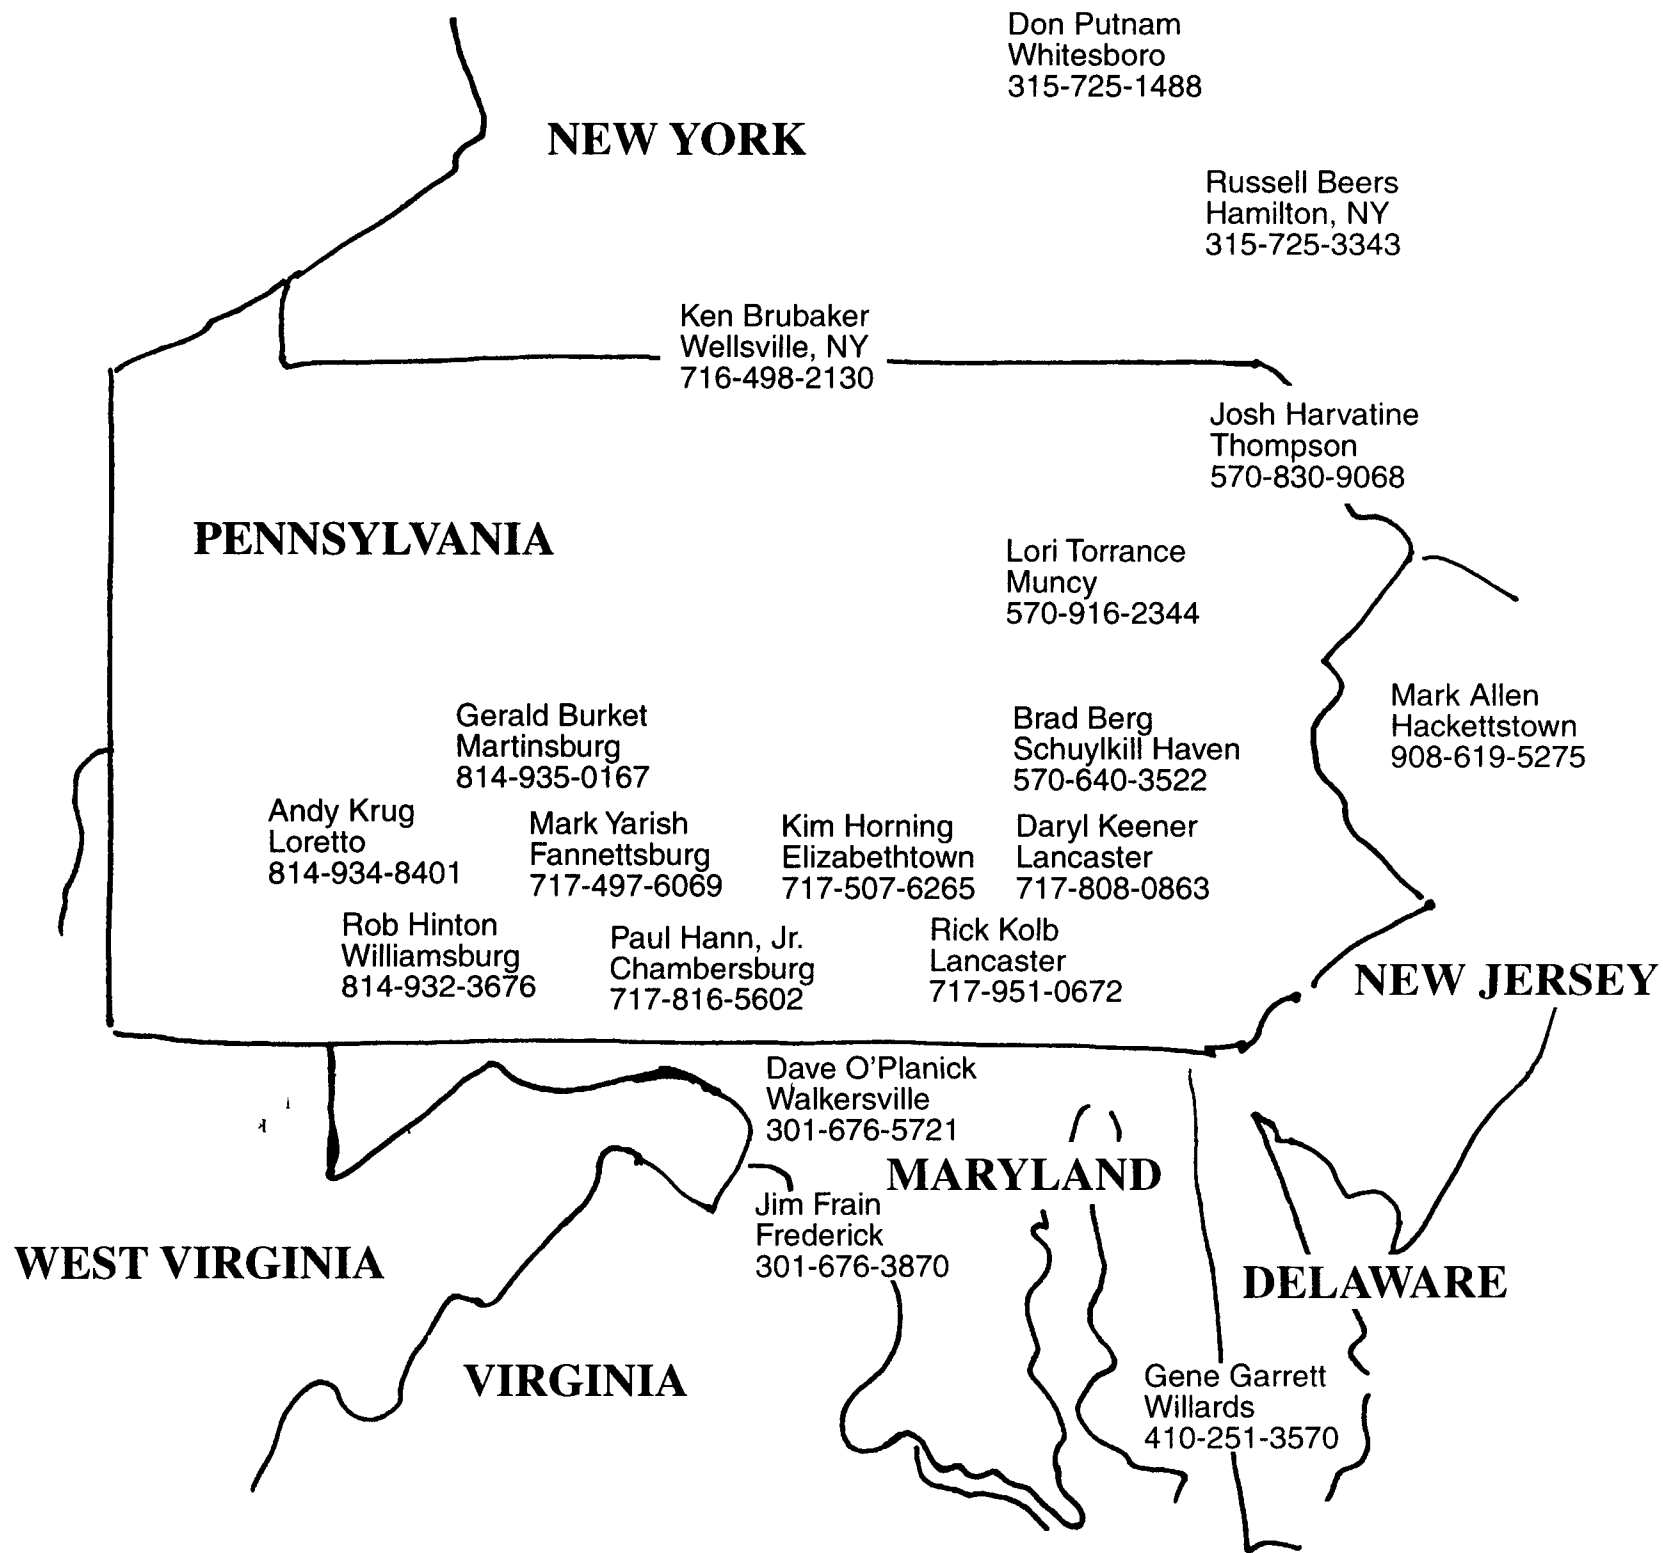 Don Putnam
Whitesboro
315-725-1488
NEW YORK
Russell Beers
Hamilton, NY
315-725-3343
Ken Brubaker
Wellsville, NY
716-498-2130
Josh Harvatine
Thompson
570-830-9068
PENNSYLVANIA
Lori Torrance
Muncy
570-916-2344
Mark Allen
Hackettstown
908-619-5275
Gerald Burket
Martinsburg
814-935-0167
Brad Berg
Schuylkill Haven
570-640-3522
Andy Krug
Loretto
814-934-8401
Mark Yarish
Fannettsburg
717-497-6069
Kim Horning
Elizabethtown
717-507-6265
Daryl Keener
Lancaster
717-808-0863
Rob Hinton
Williamsburg
814-932-3676
Paul Hann, Jr.
Chambersburg
717-816-5602
Rick Kolb
Lancaster
717-951-0672
NEW JERSEY
Dave O'Planick
Walkersville
301-676-5721
MARYLAND
Jim Frain
Frederick
301-676-3870
WEST VIRGINIA
DELAWARE
VIRGINIA
Gene Garrett
Willards
410-251-3570